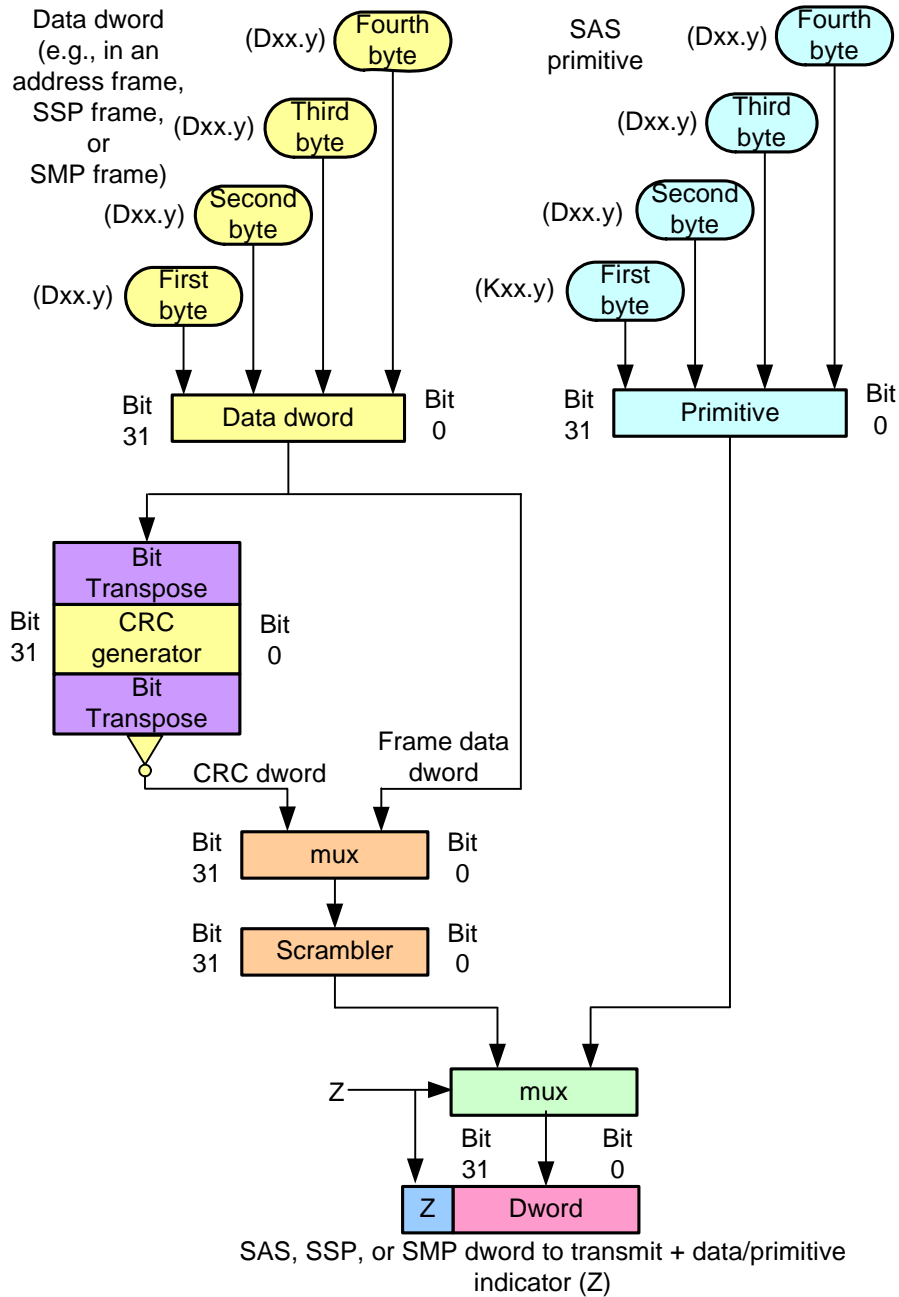 Data dword
(e.g., in an
address frame,
SSP frame,
or
SMP frame)
(Dxx.y)
Fourth
byte
(Dxx.y)
Third
byte
(Dxx.y)
Second
byte
(Dxx.y)
First
byte
Bit
31
Data dword
Bit
0
SAS
primitive
(Dxx.y)
Fourth
byte
(Dxx.y)
Third
byte
(Dxx.y)
Second
byte
(Kxx.y)
First
byte
Bit
31
Primitive
Bit
0
Bit
Transpose
Bit
31
CRC
generator
Bit
0
Bit
Transpose
CRC dword
Frame data
dword
Bit
31
mux
Bit
0
Bit
31
Scrambler
Bit
0
Z
mux
Bit
31
Bit
0
Z
Dword
SAS, SSP, or SMP dword to transmit + data/primitive
indicator (Z)